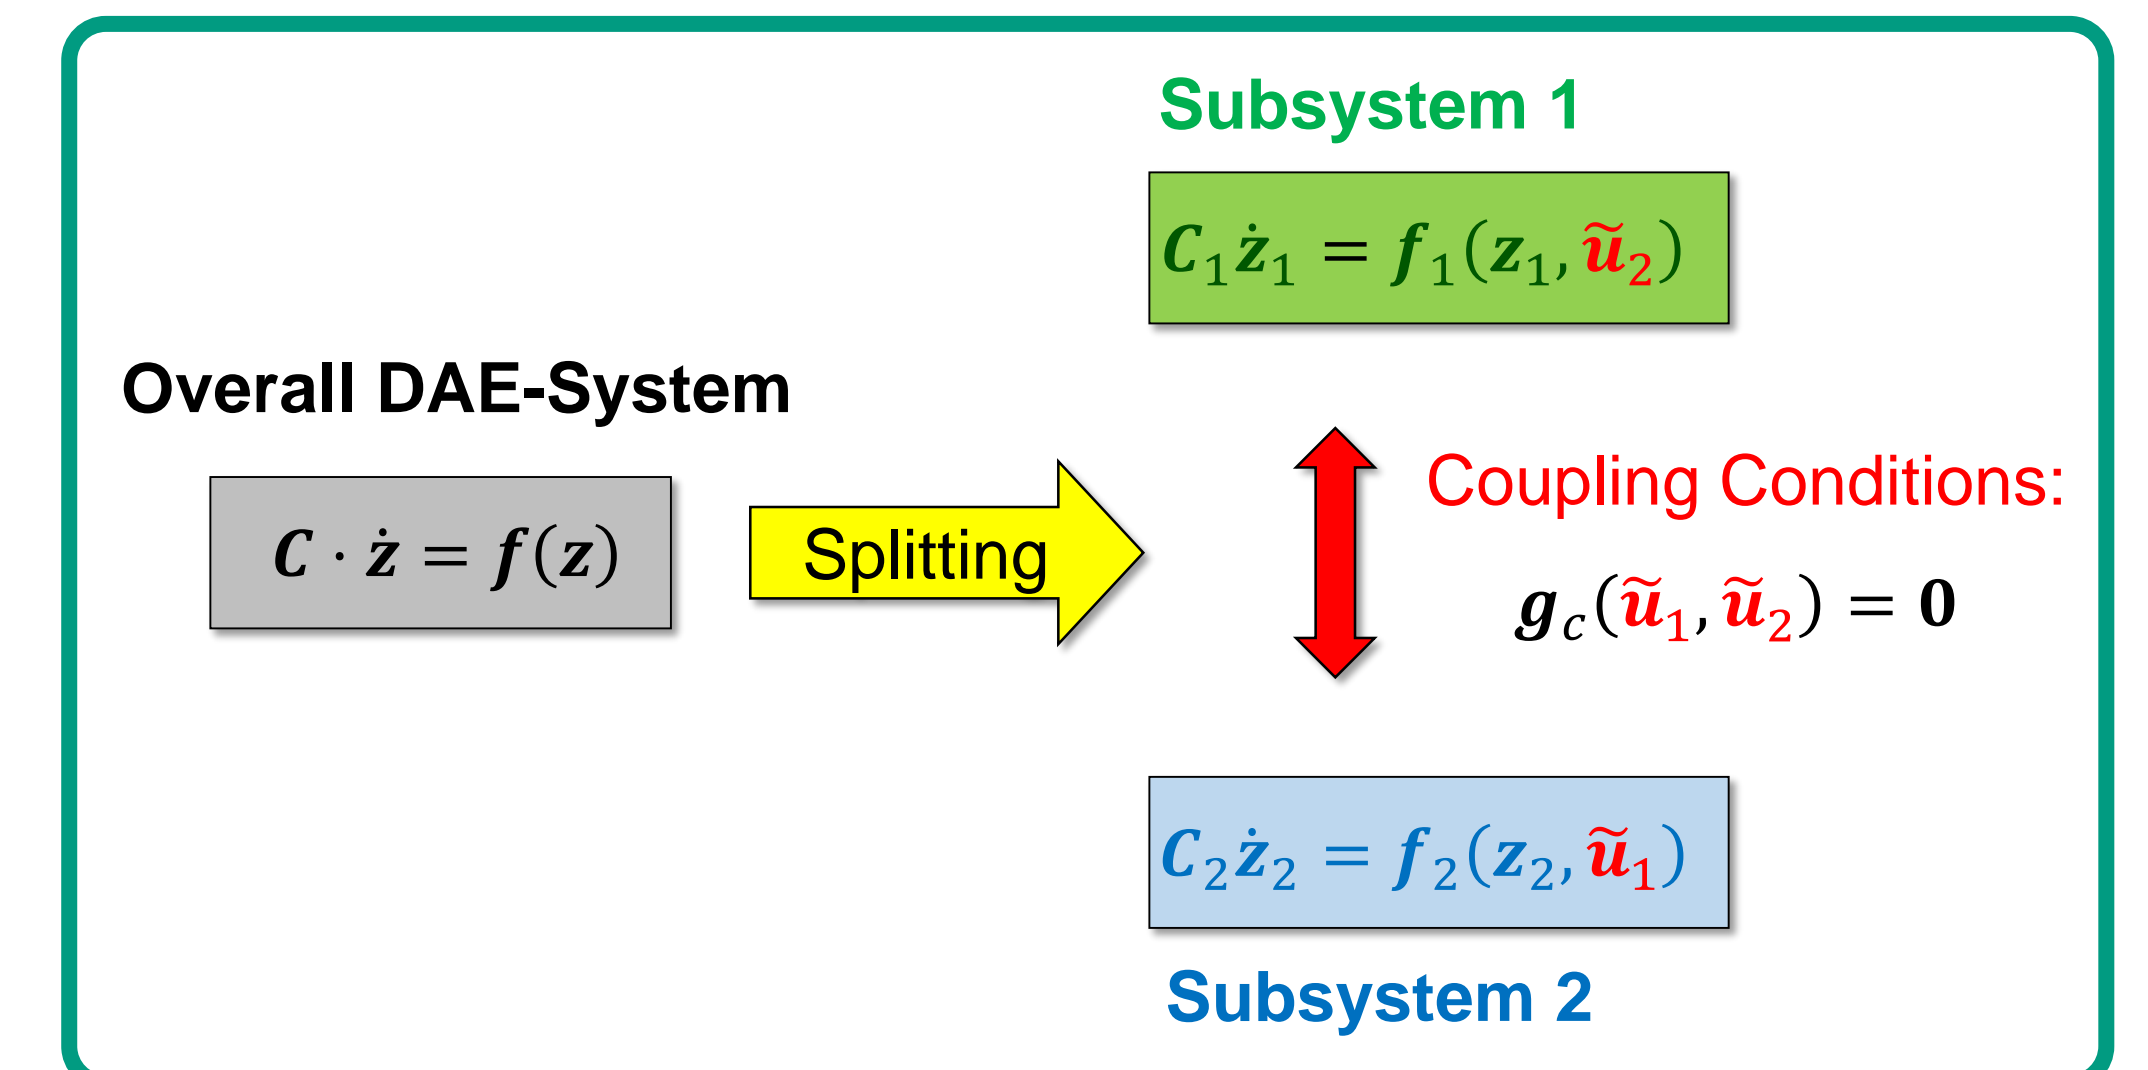 Subsystem 1
C₁ż₁ = f₁(z₁, ũ₂)
Overall DAE-System
C · ż = f(z)
Splitting
Coupling Conditions:
g_c(ũ₁, ũ₂) = 0
C₂ż₂ = f₂(z₂, ũ₁)
Subsystem 2